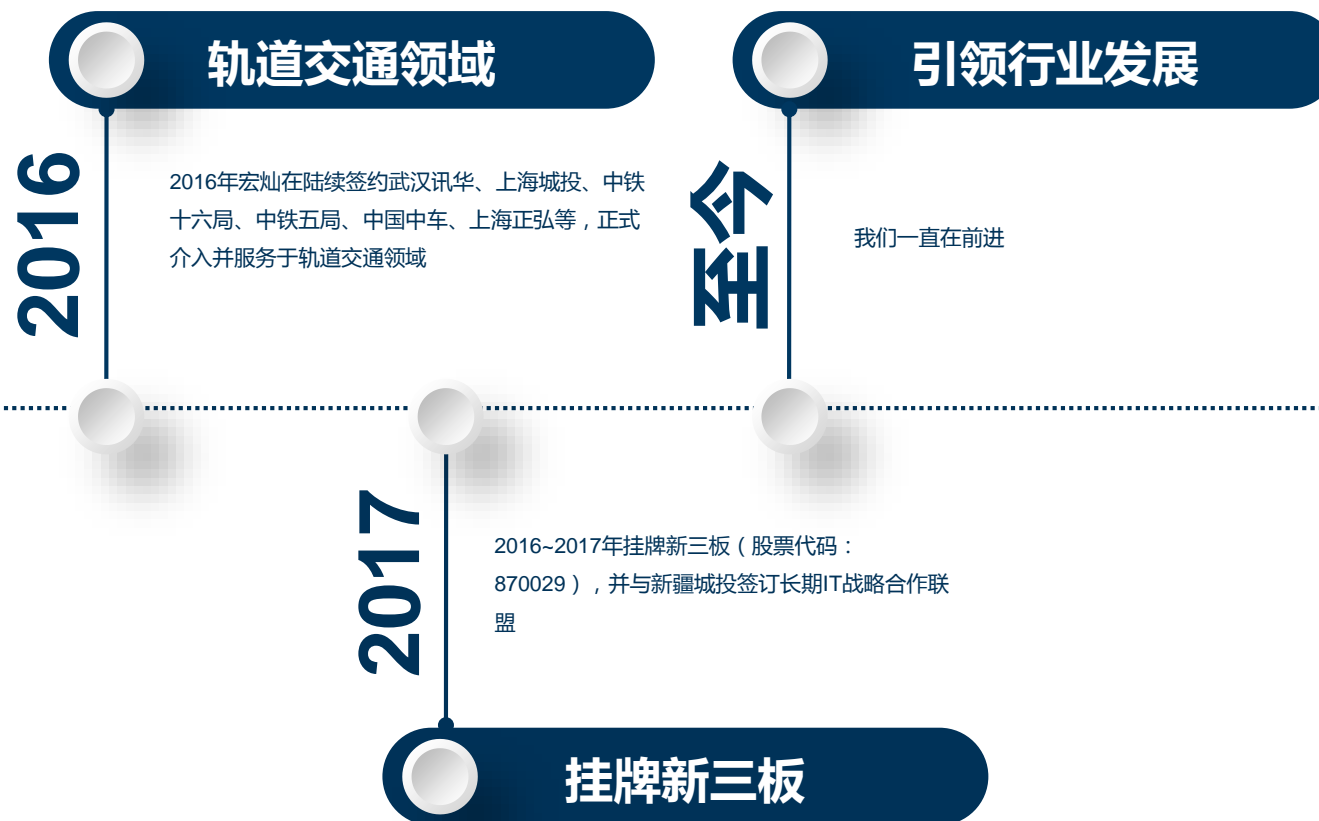 轨道交通领域
2016
2016年宏灿在陆续签约武汉讯华、上海城投、中铁
十六局、中铁五局、中国中车、上海正弘等，正式
介入并服务于轨道交通领域
引领行业发展
至今
我们一直在前进
2017
2016~2017年挂牌新三板（股票代码：
870029），并与新疆城投签订长期IT战略合作联
盟
挂牌新三板